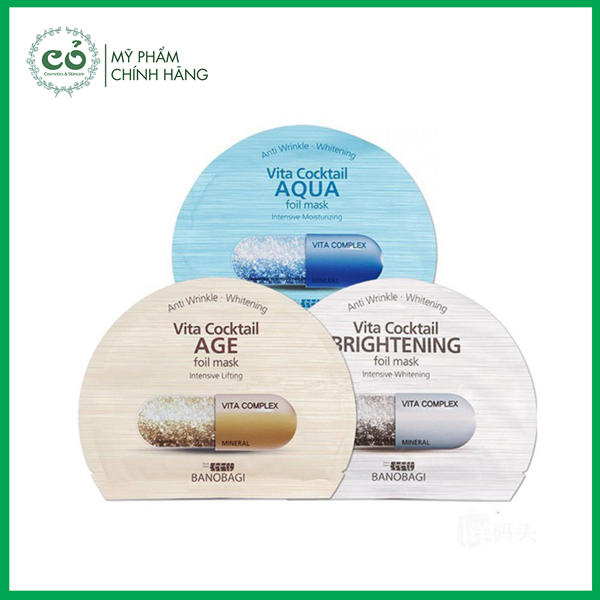 CỎ
Cosmetics & Skincare
MỸ PHẨM
CHÍNH HÃNG
Anti Wrinkle · Whitening
Vita Cocktail
AQUA
foil mask
Intensive Moisturizing
VITA COMPLEX
Anti Wrinkle · Whitening
Vita Cocktail
AGE
foil mask
Intensive Lifting
VITA COMPLEX
MINERAL
BANOBAGI
Anti Wrinkle · Whitening
Vita Cocktail
BRIGHTENING
foil mask
Intensive Whitening
VITA COMPLEX
MINERAL
BANOBAGI
码头